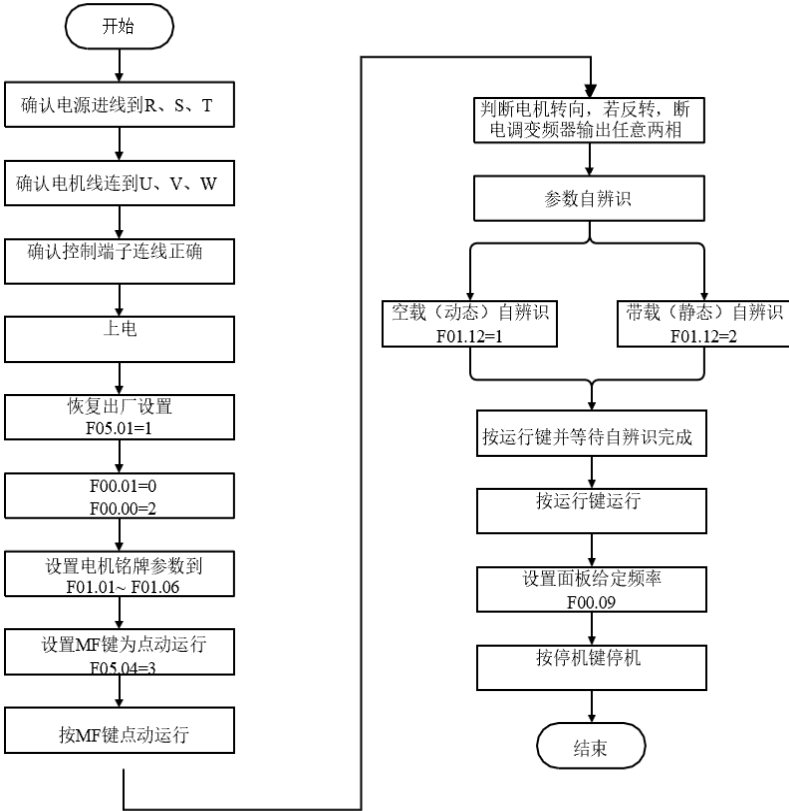 开始
确认电源进线到R、S、T
确认电机线连到U、V、W
确认控制端子连线正确
上电
恢复出厂设置
F05.01=1
F00.01=0
F00.00=2
设置电机铭牌参数到
F01.01~ F01.06
设置MF键为点动运行
F05.04=3
按MF键点动运行
判断电机转向，若反转，断
电调变频器输出任意两相
参数自辨识
空载（动态）自辨识
F01.12=1
带载（静态）自辨识
F01.12=2
按运行键并等待自辨识完成
按运行键运行
设置面板给定频率
F00.09
按停机键停机
结束